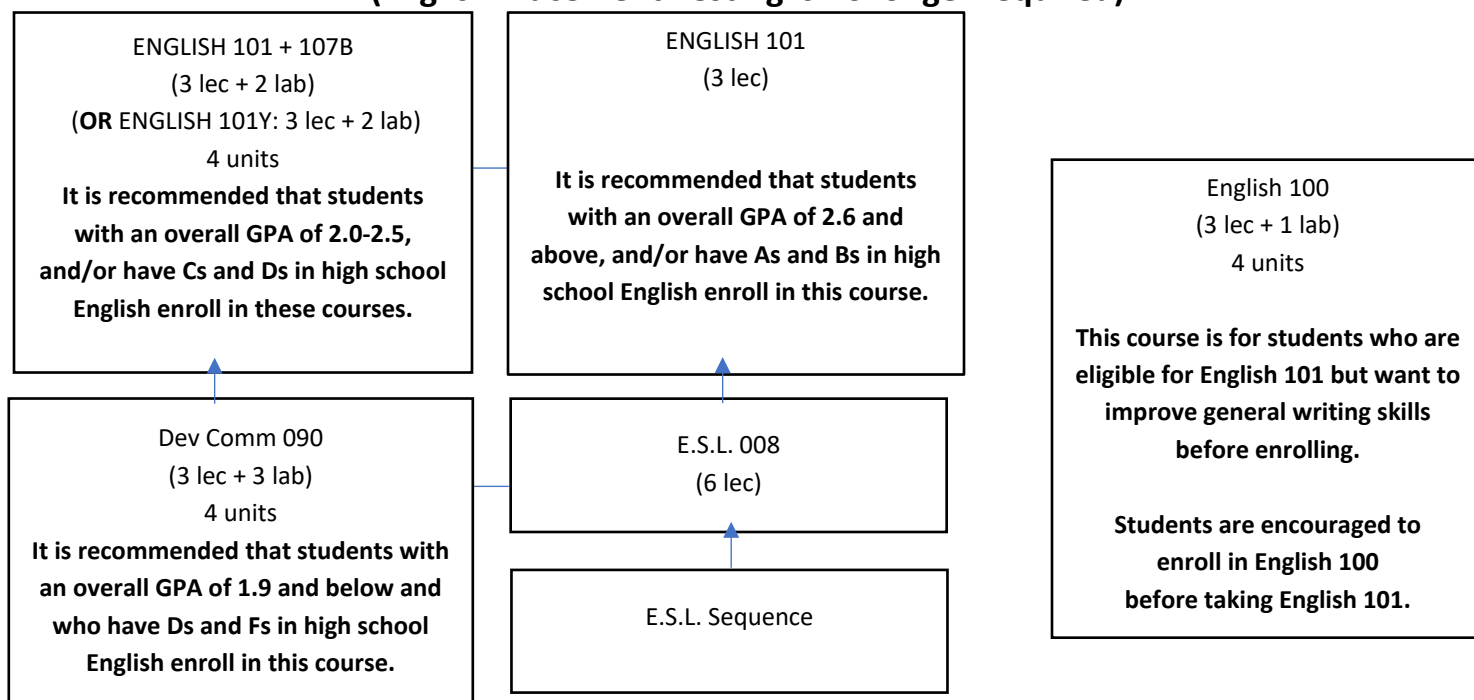 ENGLISH 101 + 107B
(3 lec + 2 lab)
(OR ENGLISH 101Y: 3 lec + 2 lab)
4 units
It is recommended that students
with an overall GPA of 2.0-2.5,
and/or have Cs and Ds in high school
English enroll in these courses.
ENGLISH 101
(3 lec)
It is recommended that students
with an overall GPA of 2.6 and
above, and/or have As and Bs in high
school English enroll in this course.
Dev Comm 090
(3 lec + 3 lab)
4 units
It is recommended that students with
an overall GPA of 1.9 and below and
who have Ds and Fs in high school
English enroll in this course.
E.S.L. 008
(6 lec)
E.S.L. Sequence
English 100
(3 lec + 1 lab)
4 units
This course is for students who are
eligible for English 101 but want to
improve general writing skills
before enrolling.
Students are encouraged to
enroll in English 100
before taking English 101.